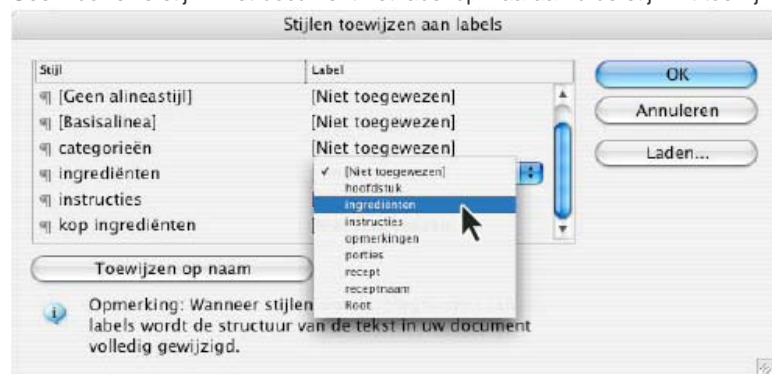 Stijlen toewijzen aan labels
Stijl Label
[Geen alineastijl] [Niet toegewezen]
[Basisalinea] [Niet toegewezen]
categorieën [Niet toegewezen]
ingrediënten
instructies
kop ingrediënten
✓ [Niet toegewezen]
hoofdstuk
ingrediënten
instructies
opmerkingen
porties
recept
receptnaam
Root
OK
Annuleren
Laden...
Toewijzen op naam
Opmerking: Wanneer stijlen
labels wordt de structuur van de tekst in uw document
volledig gewijzigd.